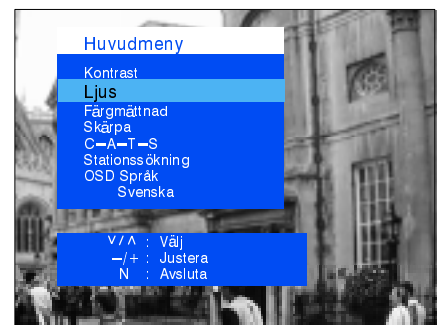 Huvudmeny
Kontrast
Ljus
Färgmättnad
Skärpa
C–A–T–S
Stationssökning
OSD Språk
Svenska
˅/˄ : Välj
–/+ : Justera
N : Avsluta